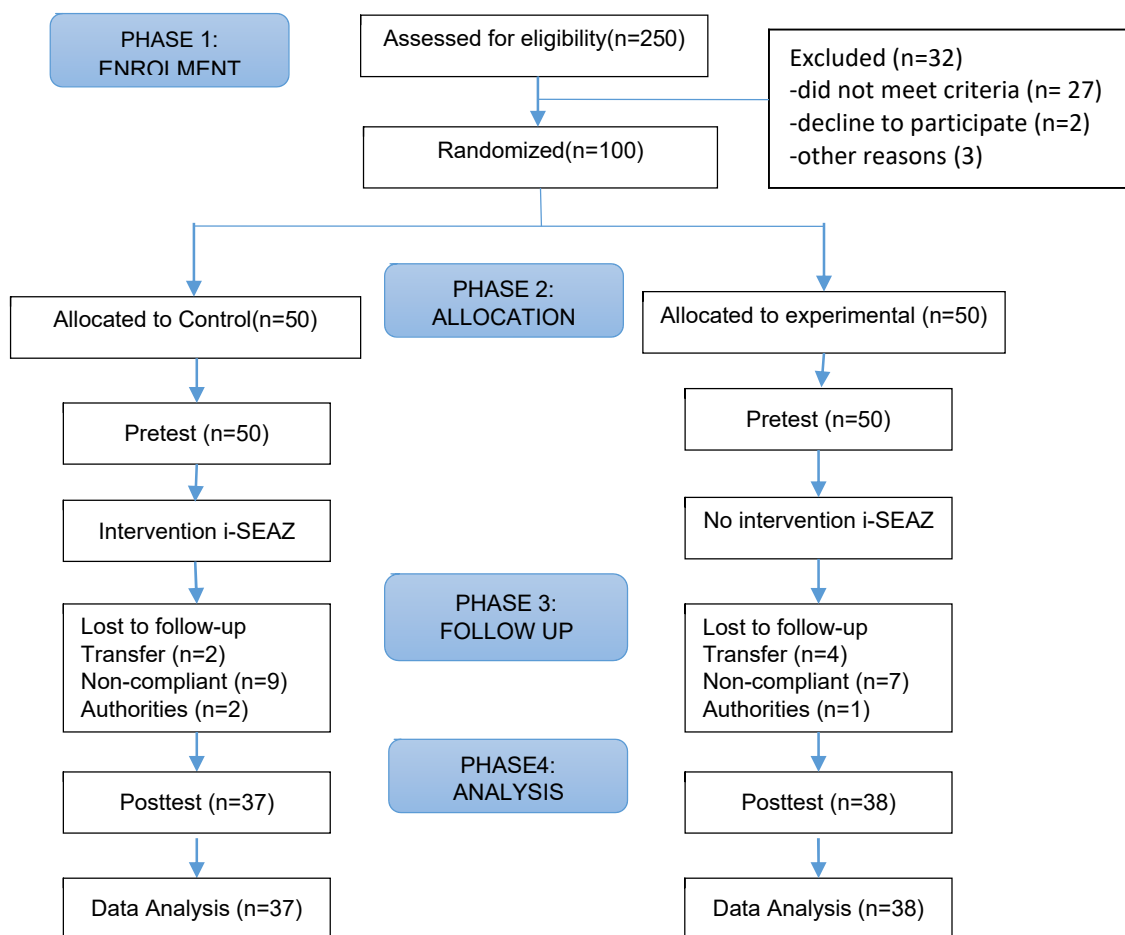 PHASE 1:
ENROLMENT
Assessed for eligibility(n=250)
Excluded (n=32)
-did not meet criteria (n= 27)
-decline to participate (n=2)
-other reasons (3)
Randomized(n=100)
PHASE 2:
ALLOCATION
Allocated to Control(n=50)
Allocated to experimental (n=50)
Pretest (n=50)
Pretest (n=50)
Intervention i-SEAZ
No intervention i-SEAZ
PHASE 3:
FOLLOW UP
Lost to follow-up
Transfer (n=2)
Non-compliant (n=9)
Authorities (n=2)
Lost to follow-up
Transfer (n=4)
Non-compliant (n=7)
Authorities (n=1)
PHASE4:
ANALYSIS
Posttest (n=37)
Posttest (n=38)
Data Analysis (n=37)
Data Analysis (n=38)